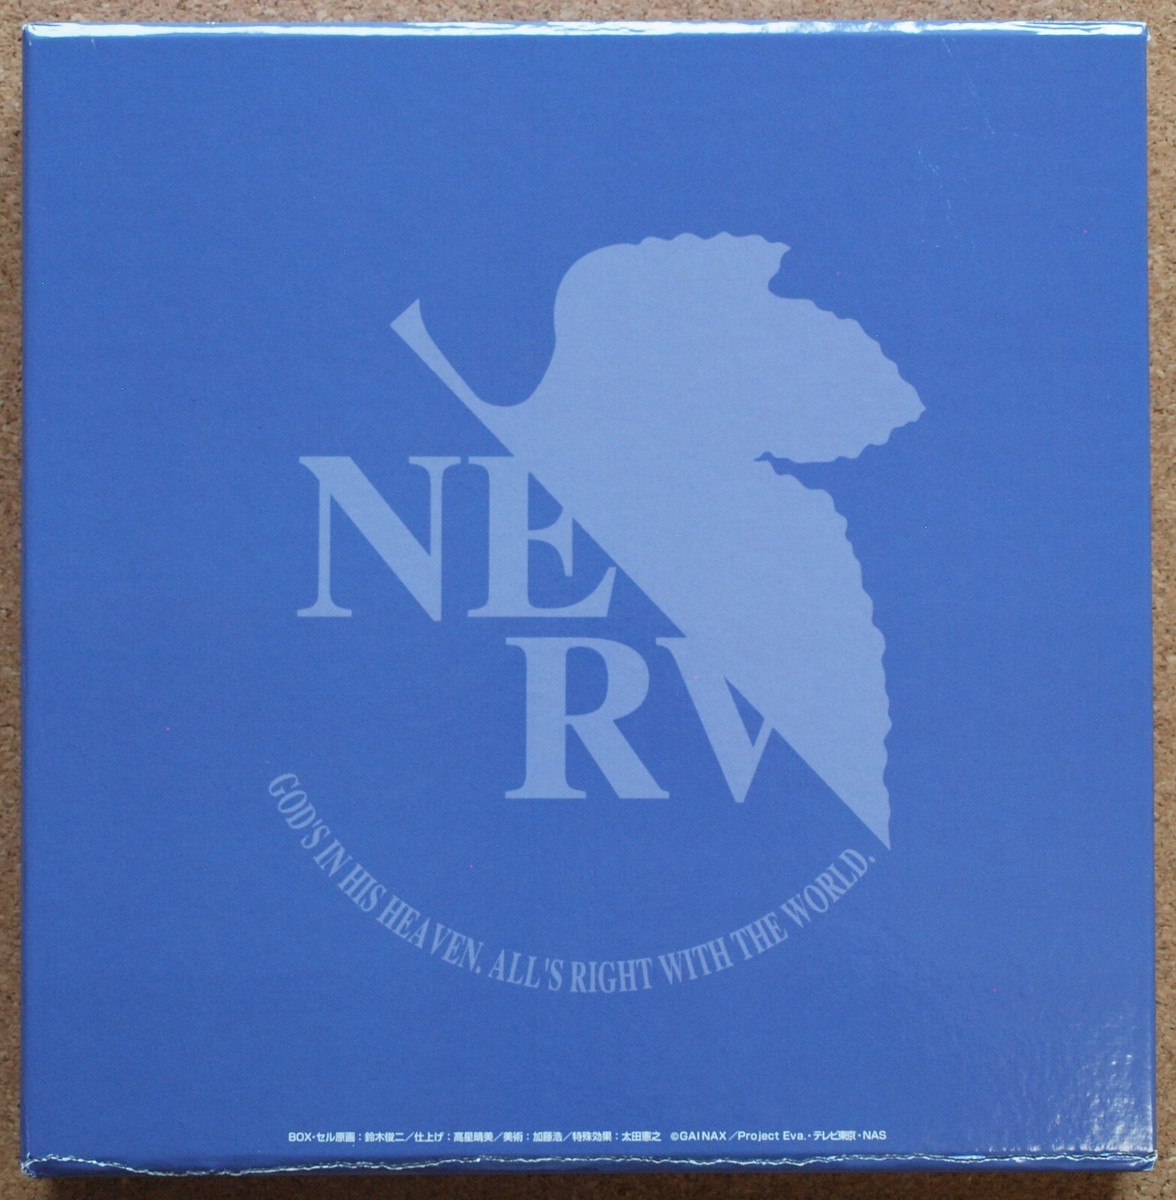 NE
RV
GOD'S IN HIS HEAVEN. ALL'S RIGHT WITH THE WORLD.
BOX・セル原画：鈴木俊二／仕上げ：高星晴美／美術：加藤浩／特殊効果：太田憲之 ©GAINAX／Project Eva.・テレビ東京・NAS